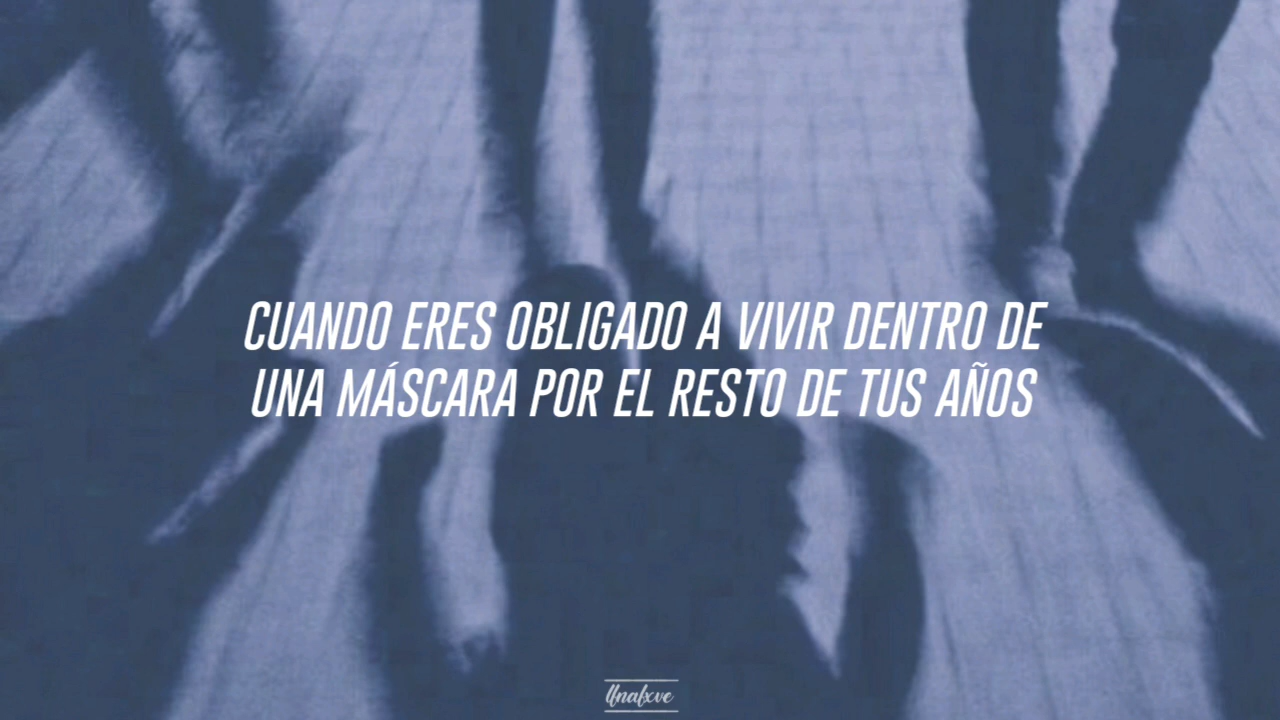 CUANDO ERES OBLIGADO A VIVIR DENTRO DE
UNA MÁSCARA POR EL RESTO DE TUS AÑOS